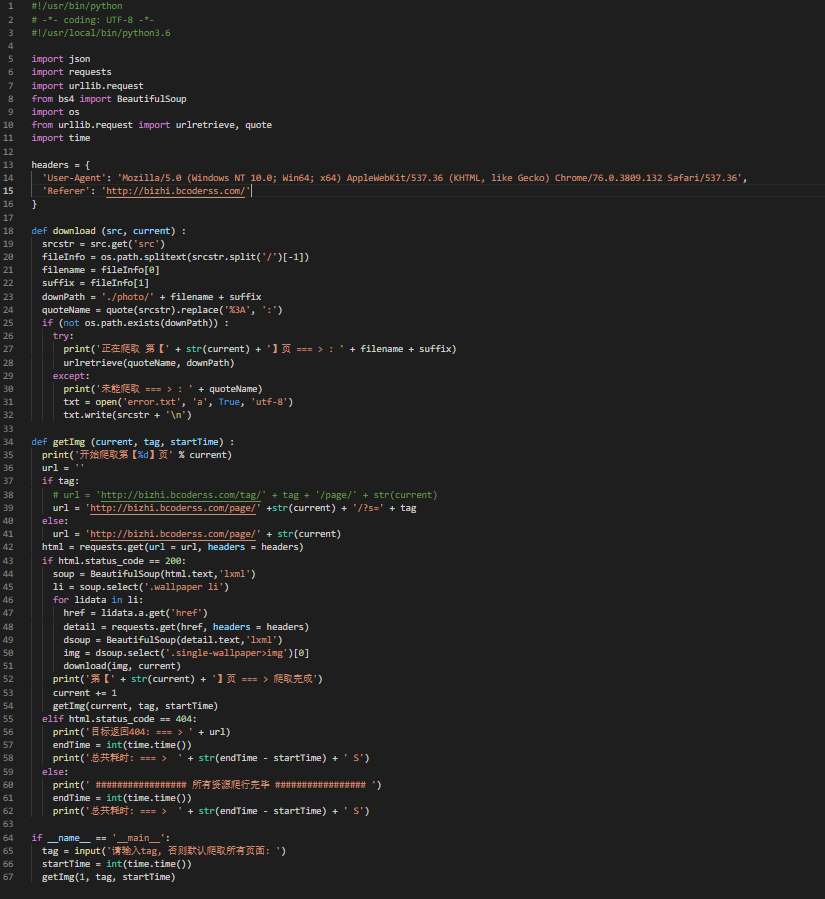 1 #!/usr/bin/python
2 # -*- coding: UTF-8 -*-
3 #!/usr/local/bin/python3.6
4
5 import json
6 import requests
7 import urllib.request
8 from bs4 import BeautifulSoup
9 import os
10 from urllib.request import urlretrieve, quote
11 import time
12
13 headers = {
14   'User-Agent': 'Mozilla/5.0 (Windows NT 10.0; Win64; x64) AppleWebKit/537.36 (KHTML, like Gecko) Chrome/76.0.3809.132 Safari/537.36',
15   'Referer': 'http://bizhi.bcoderss.com/'
16 }
17
18 def download (src, current) :
19   srcstr = src.get('src')
20   fileInfo = os.path.splitext(srcstr.split('/')[-1])
21   filename = fileInfo[0]
22   suffix = fileInfo[1]
23   downPath = './photo/' + filename + suffix
24   quoteName = quote(srcstr).replace('%3A', ':')
25   if (not os.path.exists(downPath)) :
26     try:
27       print('正在爬取 第【' + str(current) + '】页 === > : ' + filename + suffix)
28       urlretrieve(quoteName, downPath)
29     except:
30       print('未能爬取 === > : ' + quoteName)
31       txt = open('error.txt', 'a', True, 'utf-8')
32       txt.write(srcstr + '\n')
33
34 def getImg (current, tag, startTime) :
35   print('开始爬取第【%d】页' % current)
36   url = ''
37   if tag:
38     # url = 'http://bizhi.bcoderss.com/tag/' + tag + '/page/' + str(current)
39     url = 'http://bizhi.bcoderss.com/page/' +str(current) + '/?s=' + tag
40   else:
41     url = 'http://bizhi.bcoderss.com/page/' + str(current)
42   html = requests.get(url = url, headers = headers)
43   if html.status_code == 200:
44     soup = BeautifulSoup(html.text,'lxml')
45     li = soup.select('.wallpaper li')
46     for lidata in li:
47       href = lidata.a.get('href')
48       detail = requests.get(href, headers = headers)
49       dsoup = BeautifulSoup(detail.text,'lxml')
50       img = dsoup.select('.single-wallpaper>img')[0]
51       download(img, current)
52     print('第【' + str(current) + '】页 === > 爬取完成')
53     current += 1
54     getImg(current, tag, startTime)
55   elif html.status_code == 404:
56     print('目标返回404: === > ' + url)
57     endTime = int(time.time())
58     print('总共耗时: === >  ' + str(endTime - startTime) + ' S')
59   else:
60     print(' ################# 所有资源爬行完毕 ################# ')
61     endTime = int(time.time())
62     print('总共耗时: === >  ' + str(endTime - startTime) + ' S')
63
64 if __name__ == '__main__':
65   tag = input('请输入tag, 否则默认爬取所有页面: ')
66   startTime = int(time.time())
67   getImg(1, tag, startTime)